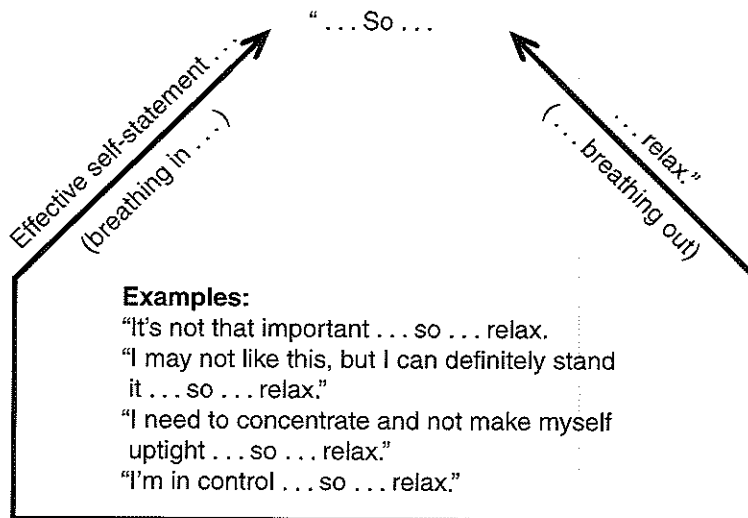 “ . . . So . . .
Effective self-statement . . .
(breathing in . . .)
. . . relax.”
( . . . breathing out)
Examples:
“It's not that important . . . so . . . relax.
“I may not like this, but I can definitely stand
it . . . so . . . relax.”
“I need to concentrate and not make myself
uptight . . . so . . . relax.”
“I'm in control . . . so . . . relax.”